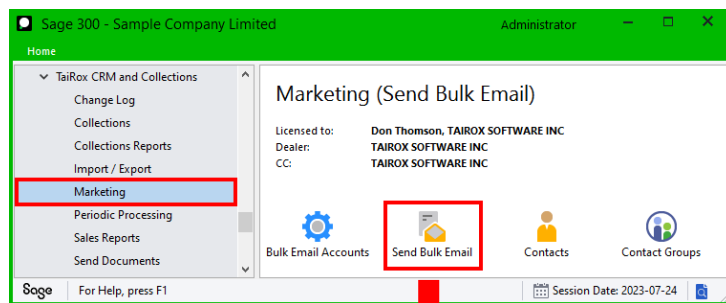 Sage 300 - Sample Company Limited
Administrator
Home
TaiRox CRM and Collections
Change Log
Collections
Collections Reports
Import / Export
Marketing
Periodic Processing
Sales Reports
Send Documents
Marketing (Send Bulk Email)
Licensed to: Don Thomson, TAIROX SOFTWARE INC
Dealer: TAIROX SOFTWARE INC
CC: TAIROX SOFTWARE INC
Bulk Email Accounts
Send Bulk Email
Contacts
Contact Groups
Sage
For Help, press F1
Session Date: 2023-07-24